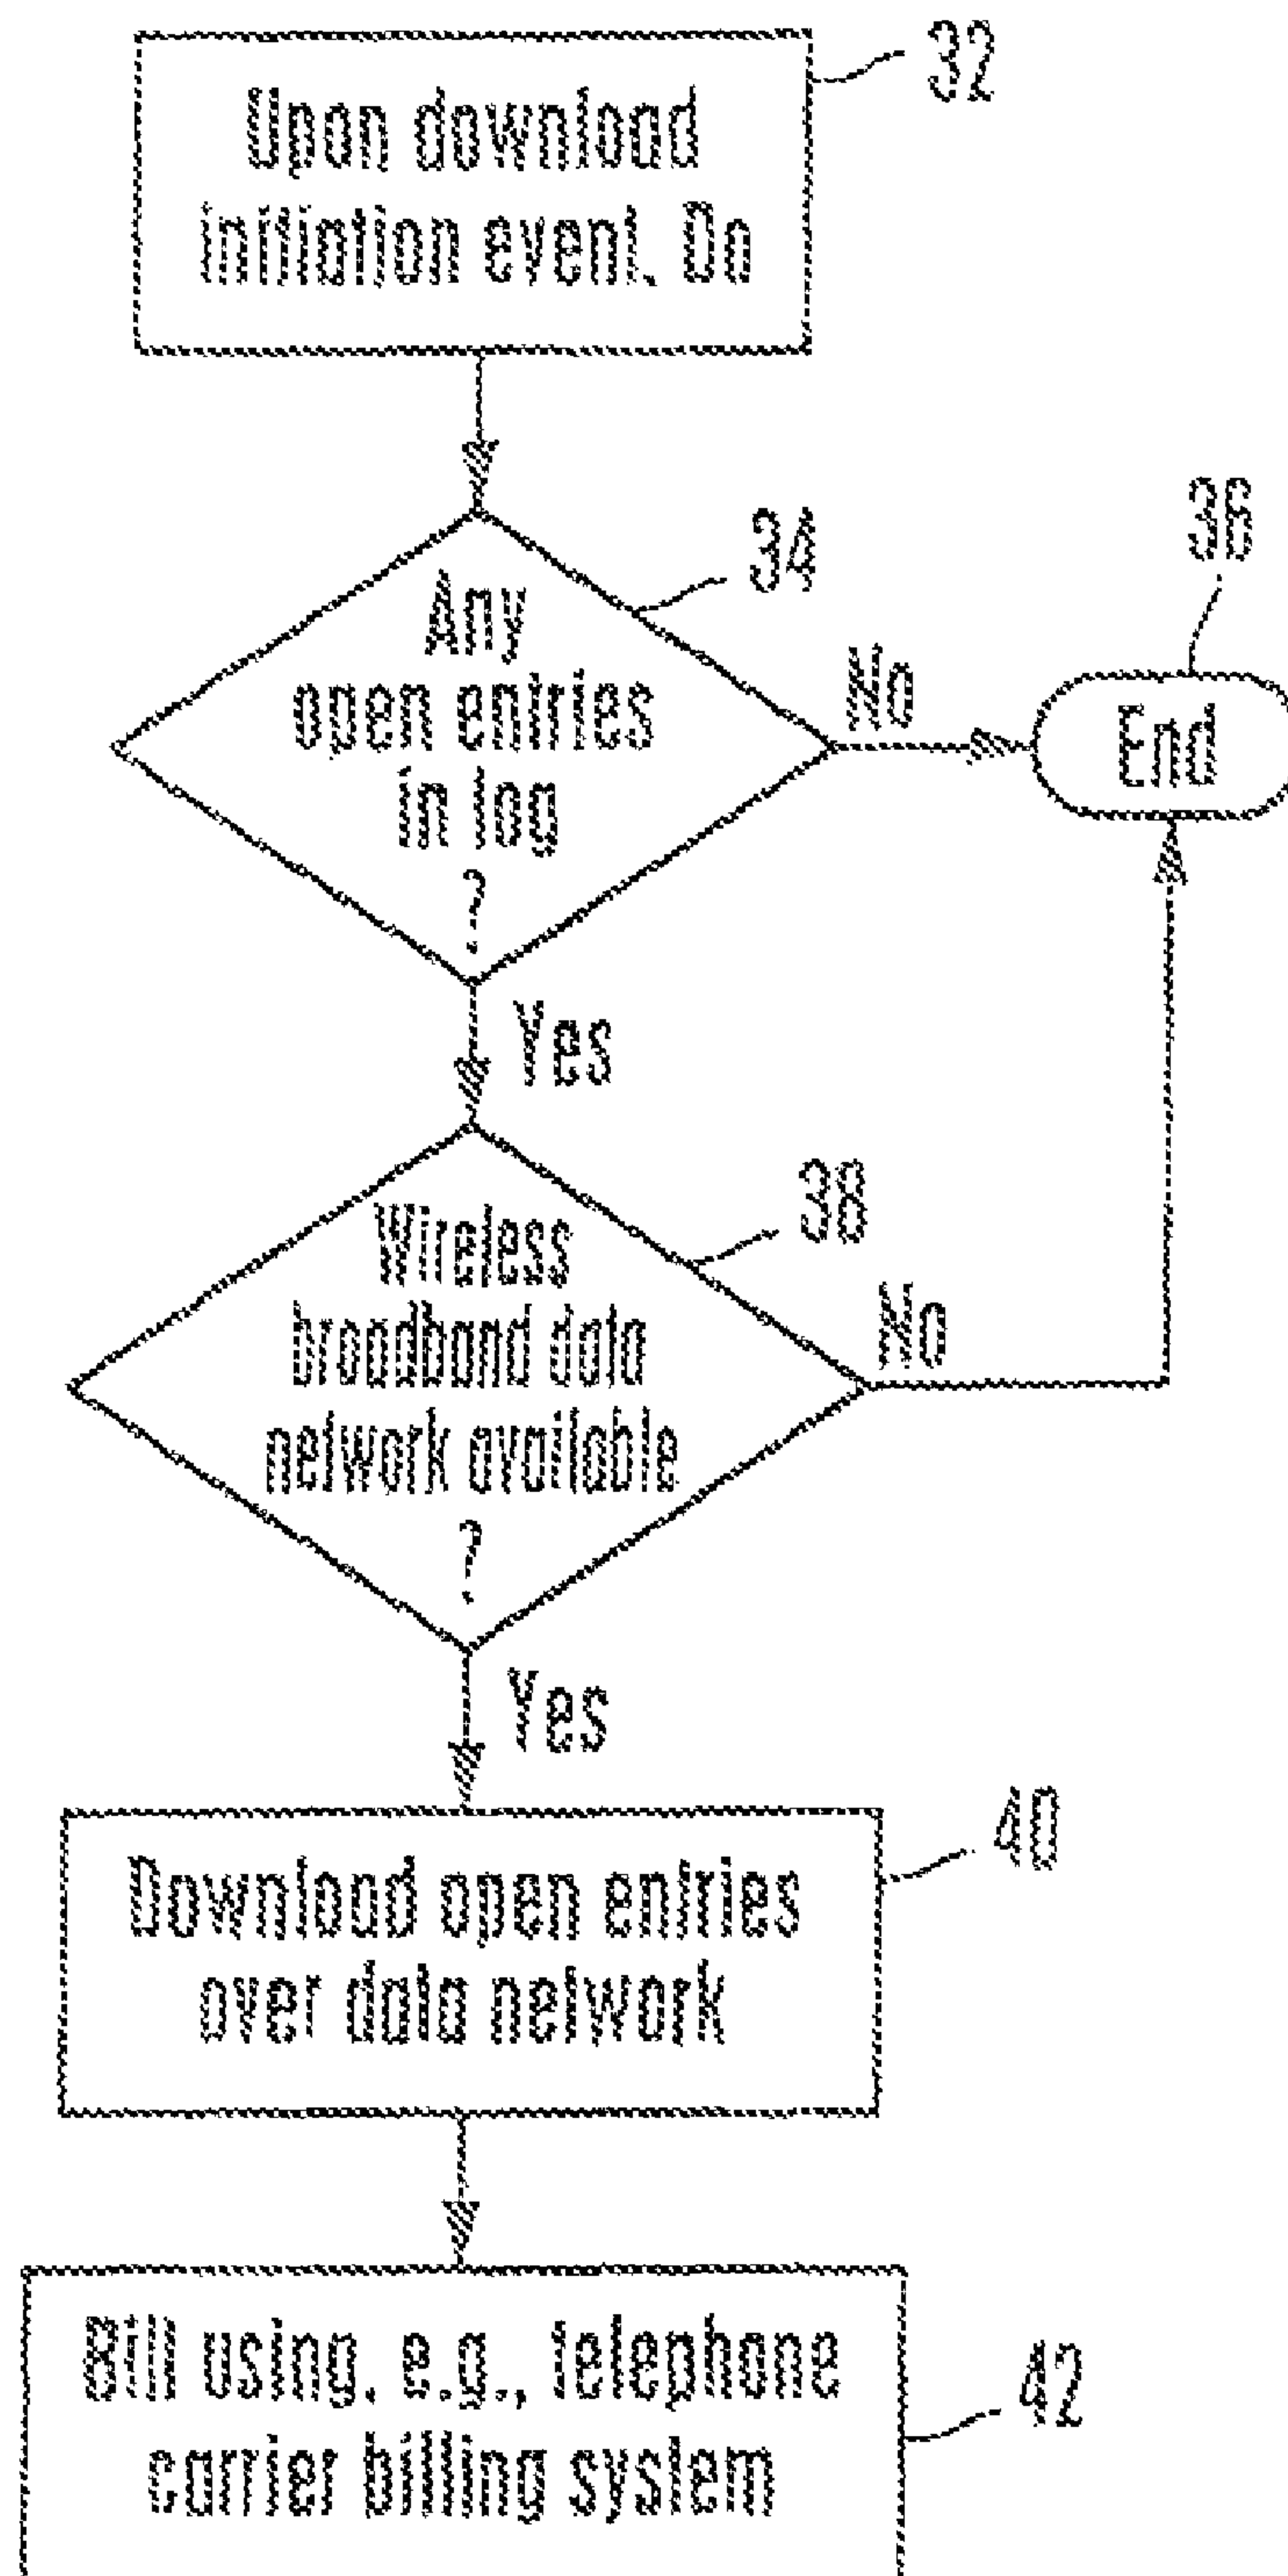 32
Upon download
initiation event, Do
34
Any
open entries
in log
?
No
36
End
Yes
38
Wireless
broadband data
network available
?
No
Yes
40
Download open entries
over data network
42
Bill using, e.g., telephone
carrier billing system